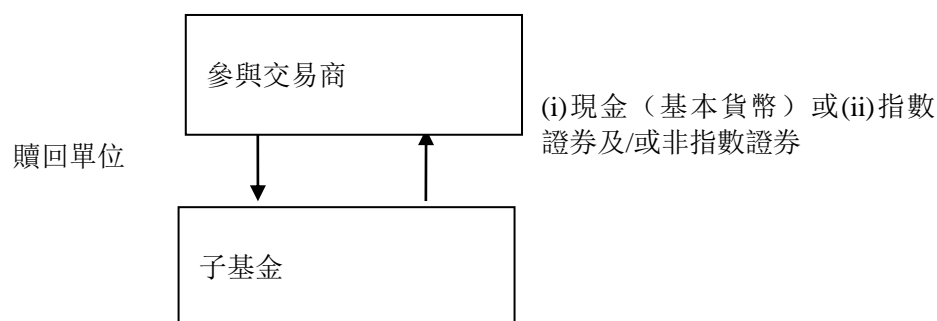 參與交易商
(i)現金（基本貨幣）或(ii)指數
證券及/或非指數證券
贖回單位
子基金